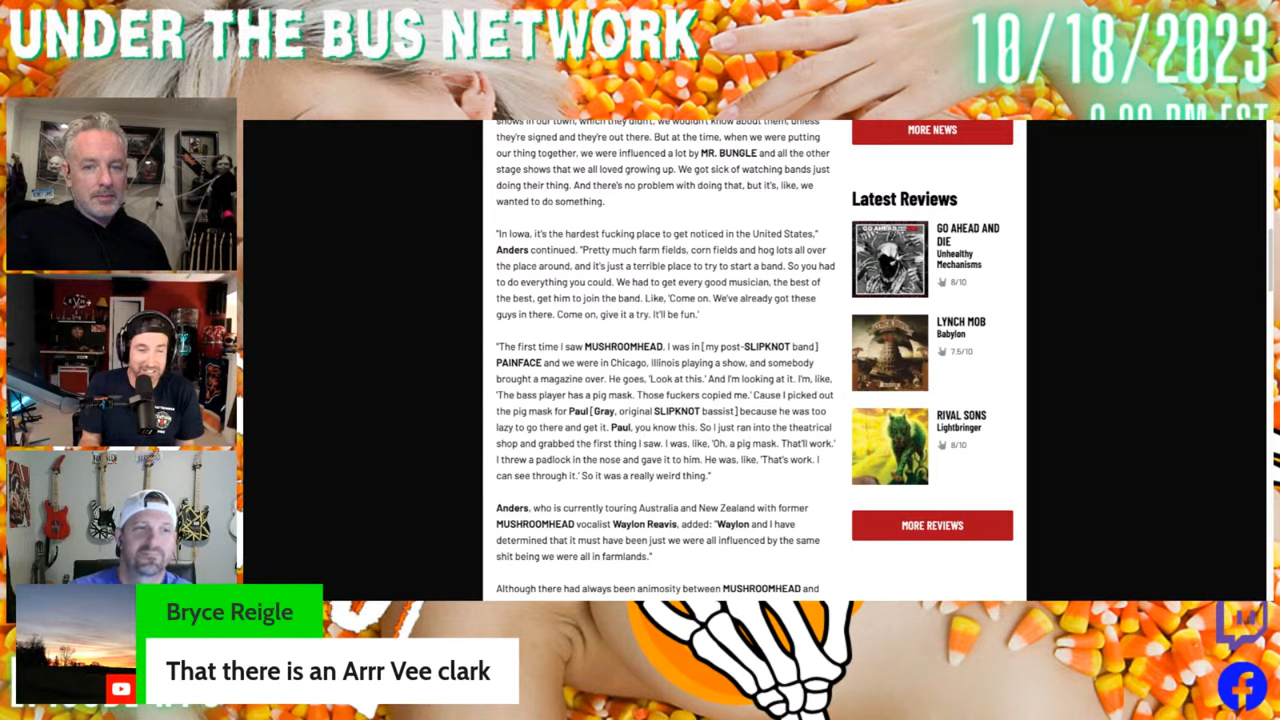 UNDER THE BUS NETWORK
10/18/2023
shows in our town, which they didn't, we wouldn't know about them, unless
they're signed and they're out there. But at the time, when we were putting
our thing together, we were influenced a lot by MR. BUNGLE and all the other
stage shows that we all loved growing up. We got sick of watching bands just
doing their thing. And there's no problem with doing that, but it's, like, we
wanted to do something.
"In Iowa, it's the hardest fucking place to get noticed in the United States,"
Anders continued. "Pretty much farm fields, corn fields and hog lots all over
the place around, and it's just a terrible place to try to start a band. So you had
to do everything you could. We had to get every good musician, the best of
the best, get him to join the band. Like, 'Come on. We've already got these
guys in there. Come on, give it a try. It'll be fun.'
"The first time I saw MUSHROOMHEAD, I was in [my post-SLIPKNOT band]
PAINFACE and we were in Chicago, Illinois playing a show, and somebody
brought a magazine over. He goes, 'Look at this.' And I'm looking at it. I'm, like,
'The bass player has a pig mask. Those fuckers copied me.' Cause I picked out
the pig mask for Paul [Gray, original SLIPKNOT bassist] because he was too
lazy to go there and get it. Paul, you know this. So I just ran into the theatrical
shop and grabbed the first thing I saw. I was, like, 'Oh, a pig mask. That'll work.'
I threw a padlock in the nose and gave it to him. He was, like, 'That's work. I
can see through it.' So it was a really weird thing."
Anders, who is currently touring Australia and New Zealand with former
MUSHROOMHEAD vocalist Waylon Reavis, added: "Waylon and I have
determined that it must have been just we were all influenced by the same
shit being we were all in farmlands."
Although there had always been animosity between MUSHROOMHEAD and
MORE NEWS
Latest Reviews
GO AHEAD AND
DIE
Unhealthy
Mechanisms
8/10
LYNCH MOB
Babylon
7.5/10
RIVAL SONS
Lightbringer
8/10
MORE REVIEWS
Bryce Reigle
That there is an Arrr Vee clark